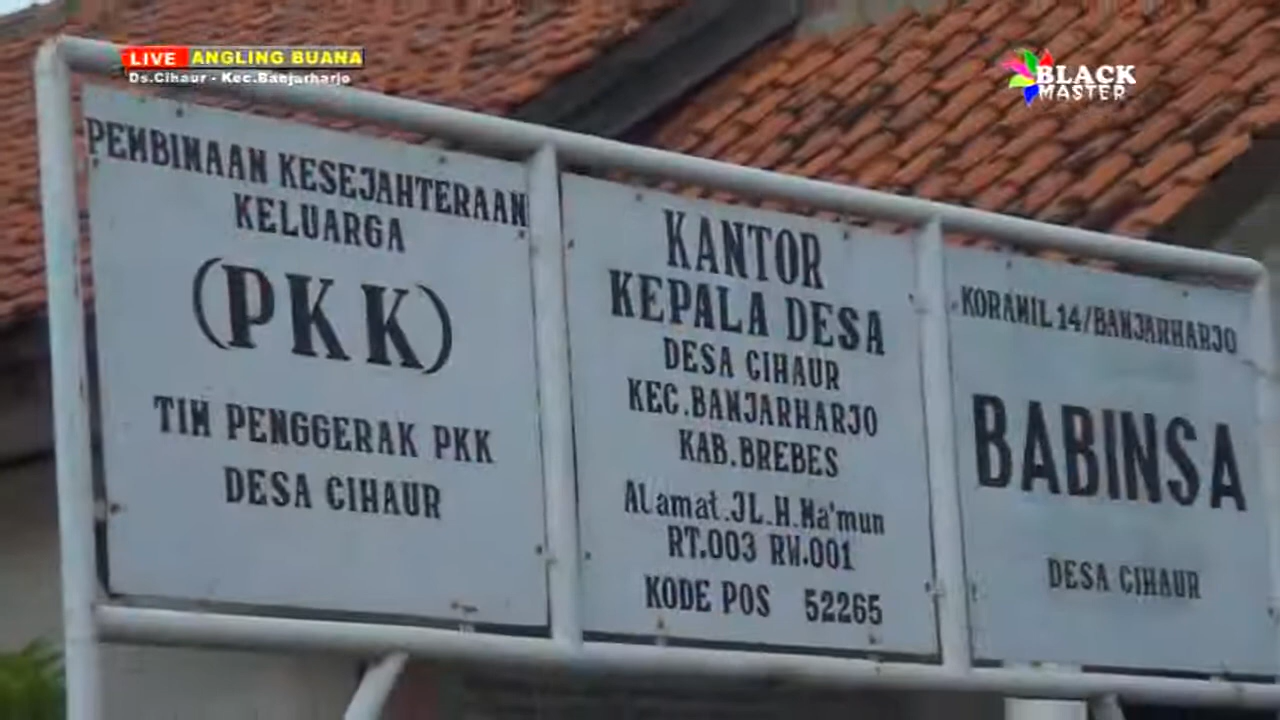 LIVE ANGLING BUANA
Ds.Cihaur - Kec.Banjarharjo
BLACK
MASTER
PEMBINAAN KESEJAHTERAAN
KELUARGA
(PKK)
TIM PENGGERAK PKK
DESA CIHAUR
KANTOR
KEPALA DESA
DESA CIHAUR
KEC.BANJARHARJO
KAB.BREBES
Alamat.JL.H.Ma'mun
RT.003 RW.001
KODE POS 52265
KORAMIL 14/BANJARHARJO
BABINSA
DESA CIHAUR